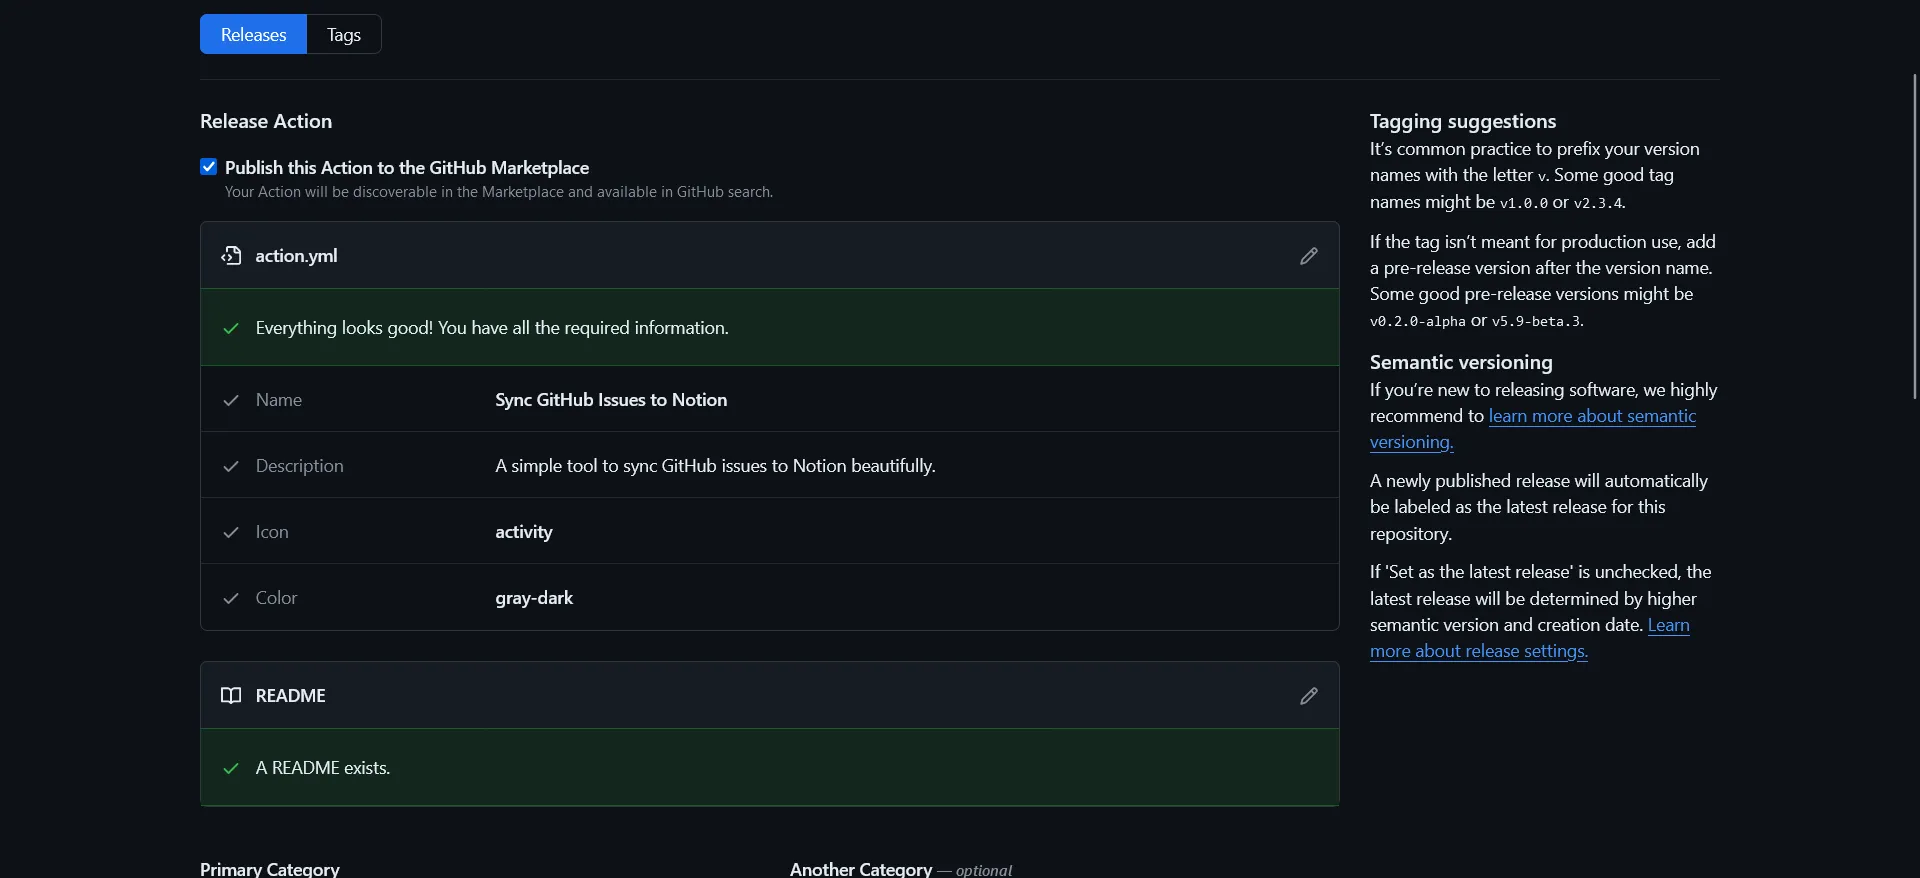 Releases
Tags
Release Action
Publish this Action to the GitHub Marketplace
Your Action will be discoverable in the Marketplace and available in GitHub search.
action.yml
Everything looks good! You have all the required information.
Name
Sync GitHub Issues to Notion
Description
A simple tool to sync GitHub issues to Notion beautifully.
Icon
activity
Color
gray-dark
README
A README exists.
Primary Category
Another Category — optional
Tagging suggestions
It’s common practice to prefix your version
names with the letter v. Some good tag
names might be v1.0.0 or v2.3.4.
If the tag isn’t meant for production use, add
a pre-release version after the version name.
Some good pre-release versions might be
v0.2.0-alpha or v5.9-beta.3.
Semantic versioning
If you’re new to releasing software, we highly
recommend to learn more about semantic
versioning.
A newly published release will automatically
be labeled as the latest release for this
repository.
If 'Set as the latest release' is unchecked, the
latest release will be determined by higher
semantic version and creation date. Learn
more about release settings.